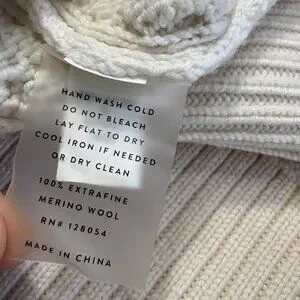 HAND WASH COLD
DO NOT BLEACH
LAY FLAT TO DRY
COOL IRON IF NEEDED
OR DRY CLEAN
100% EXTRAFINE
MERINO WOOL
RN# 128054
MADE IN CHINA